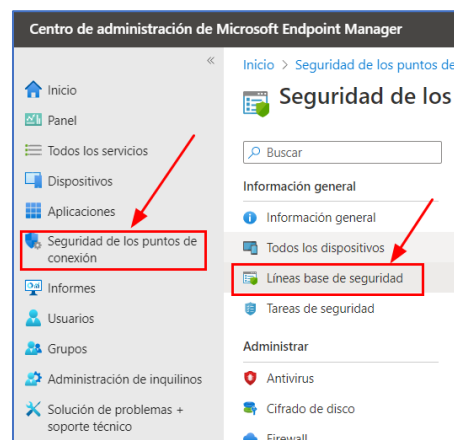 Centro de administración de Microsoft Endpoint Manager
«
Inicio
Panel
Todos los servicios
Dispositivos
Aplicaciones
Seguridad de los puntos de
conexión
Informes
Usuarios
Grupos
Administración de inquilinos
Solución de problemas +
soporte técnico
Inicio > Seguridad de los puntos de
Seguridad de los
Buscar
Información general
Información general
Todos los dispositivos
Líneas base de seguridad
Tareas de seguridad
Administrar
Antivirus
Cifrado de disco
Firewall